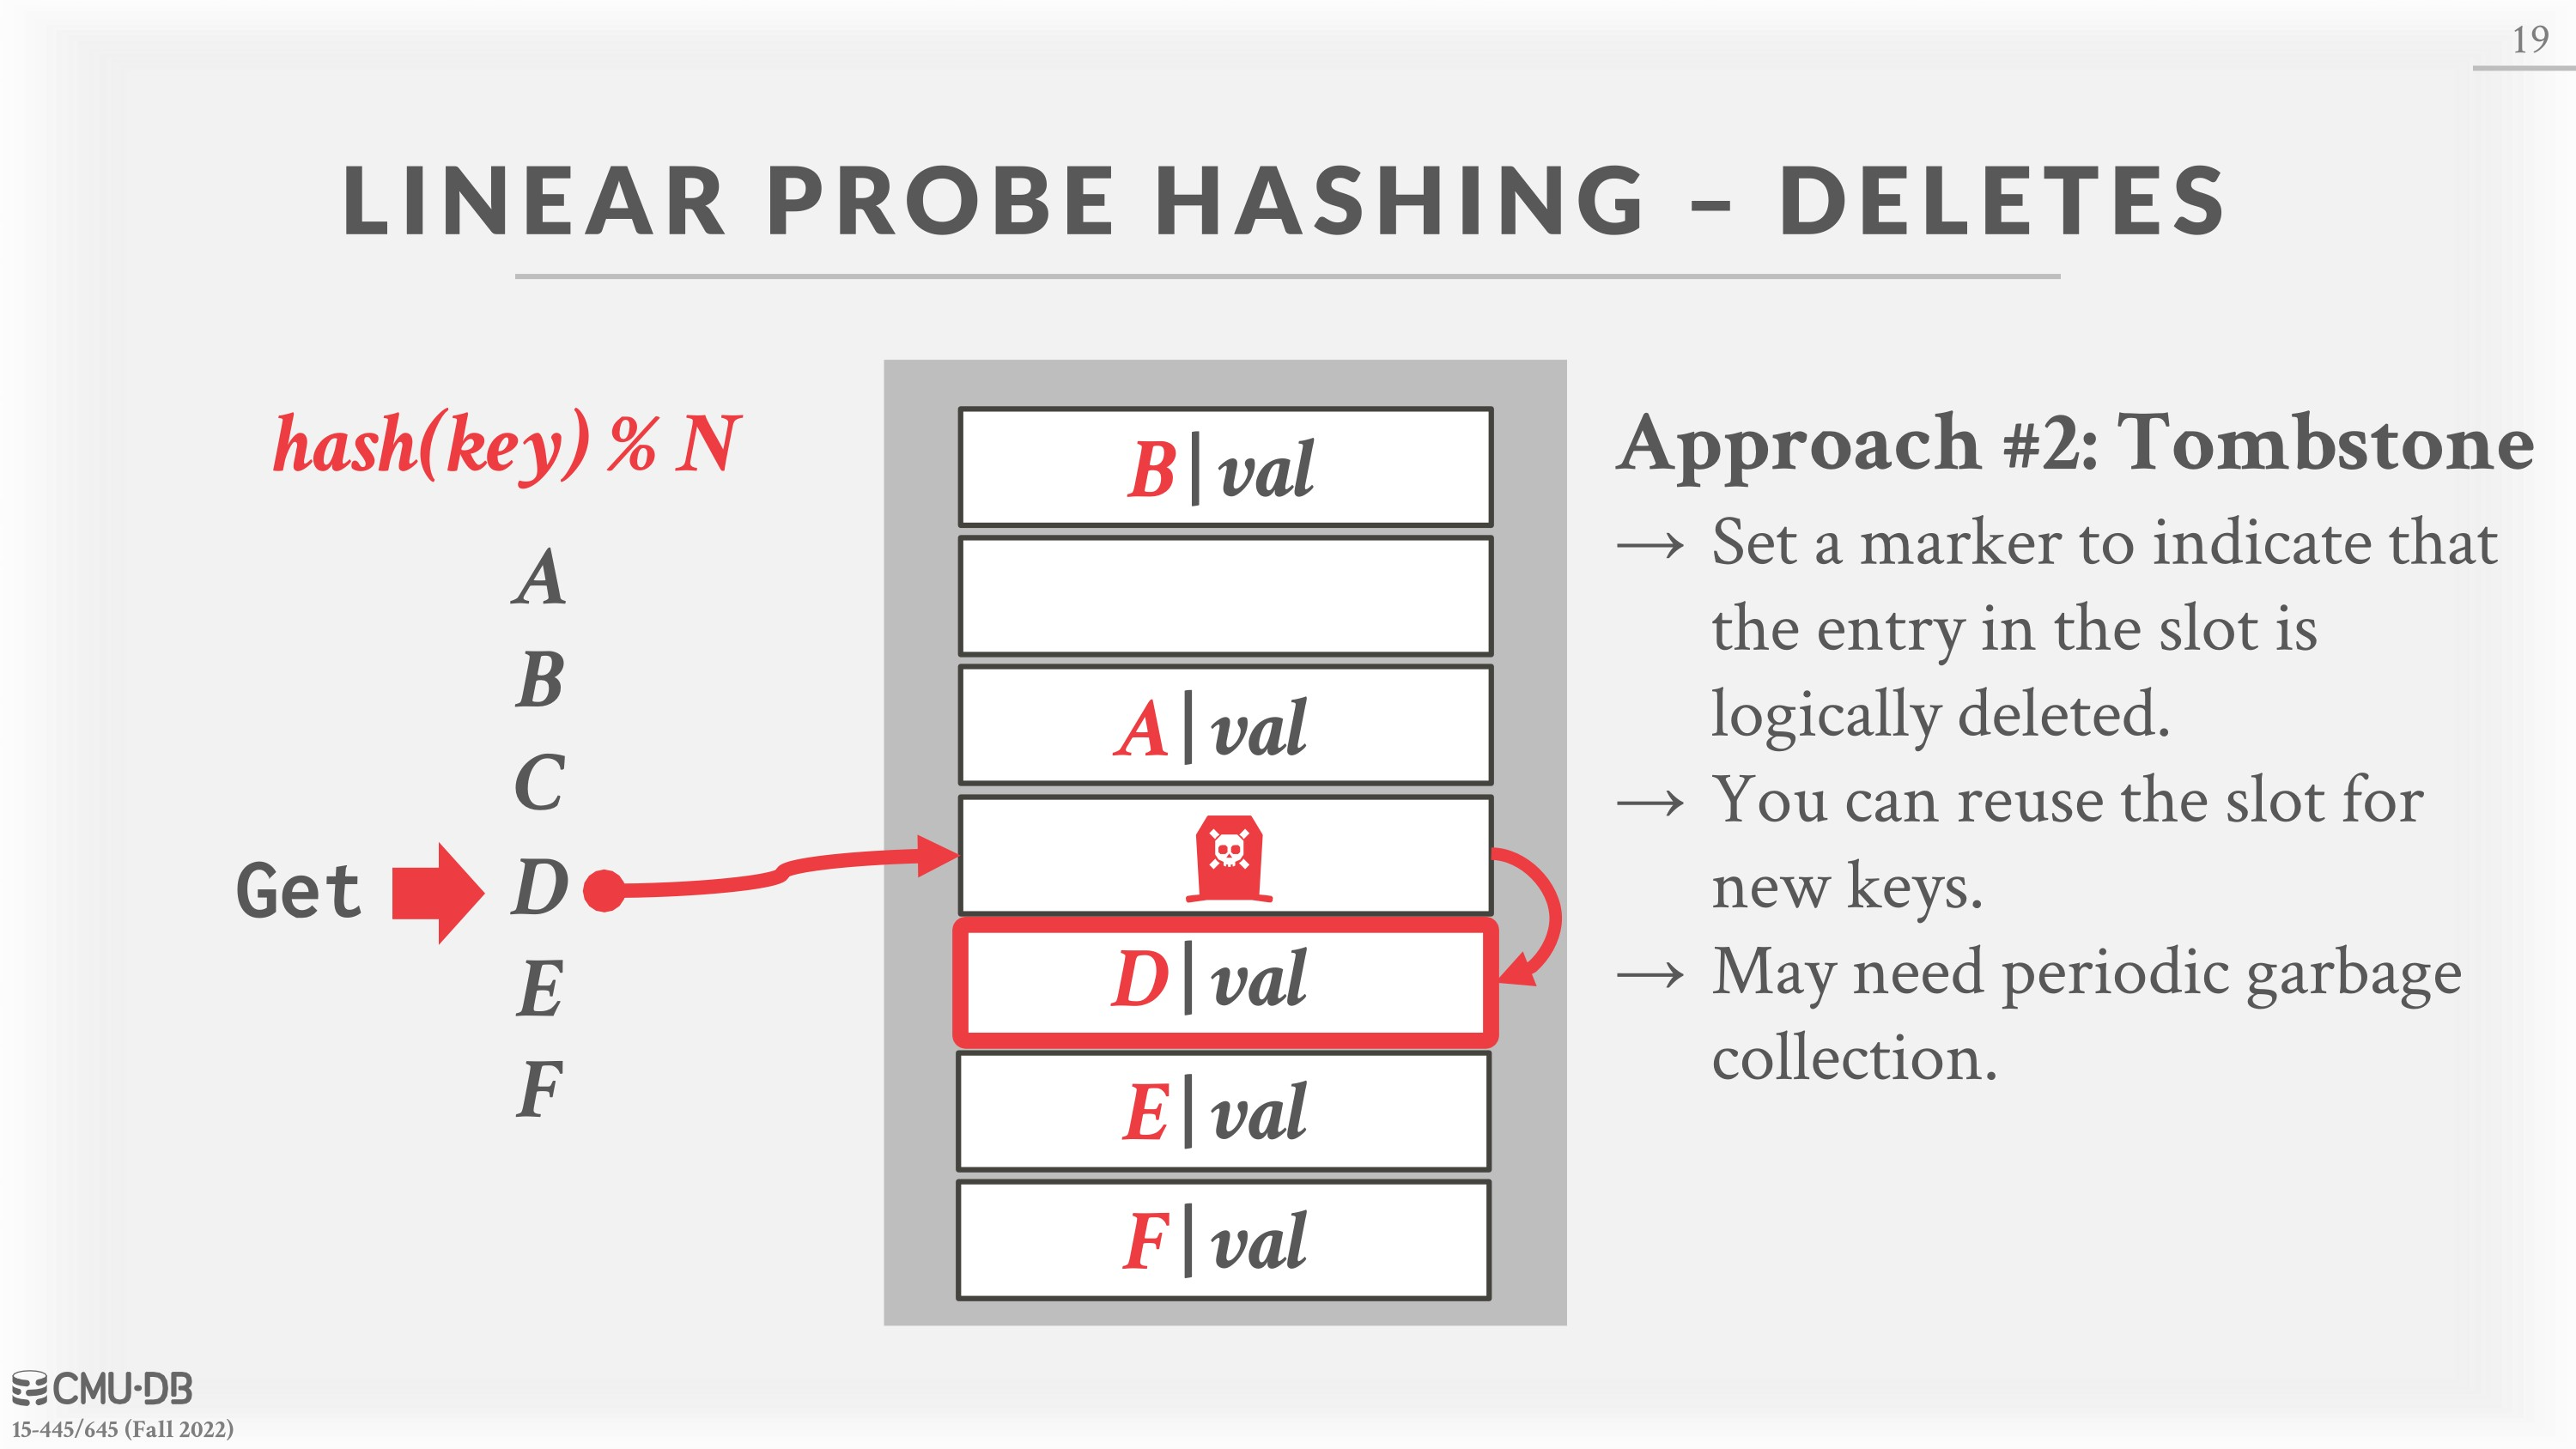 19
LINEAR PROBE HASHING – DELETES
hash(key) % N
A
B
C
Get D
E
F
B|val
A|val
D|val
E|val
F|val
Approach #2: Tombstone
→ Set a marker to indicate that
the entry in the slot is
logically deleted.
→ You can reuse the slot for
new keys.
→ May need periodic garbage
collection.
CMU·DB
15-445/645 (Fall 2022)